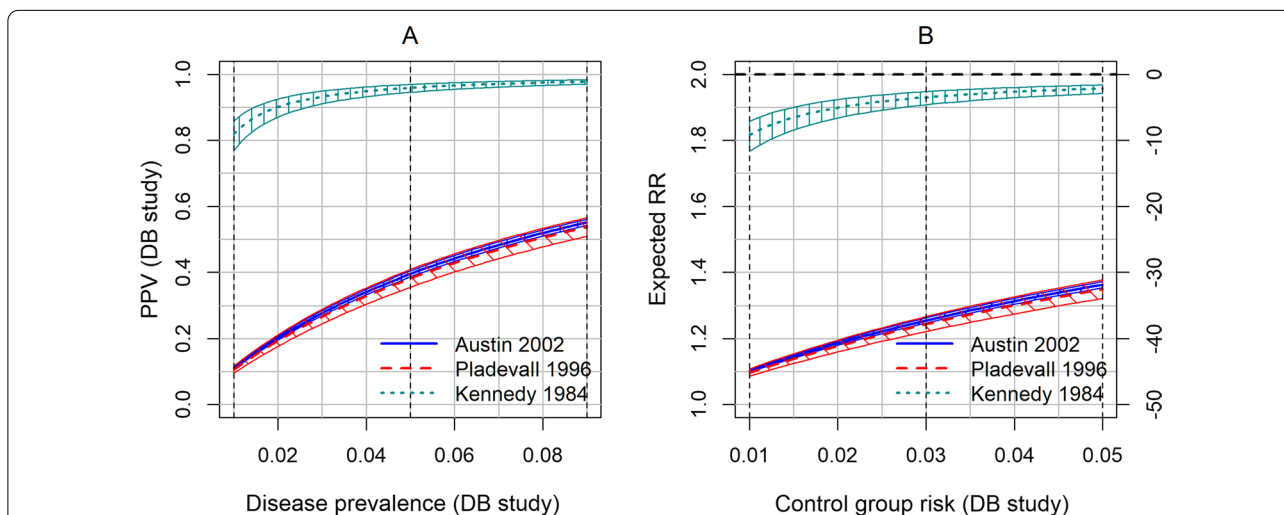 A
PPV (DB study)
1.0
0.8
0.6
0.4
0.2
0.0
Austin 2002
Pladevall 1996
Kennedy 1984
0.02 0.04 0.06 0.08
Disease prevalence (DB study)
B
Expected RR
2.0
1.8
1.6
1.4
1.2
1.0
0
-10
-20
-30
-40
-50
Austin 2002
Pladevall 1996
Kennedy 1984
0.01 0.02 0.03 0.04 0.05
Control group risk (DB study)